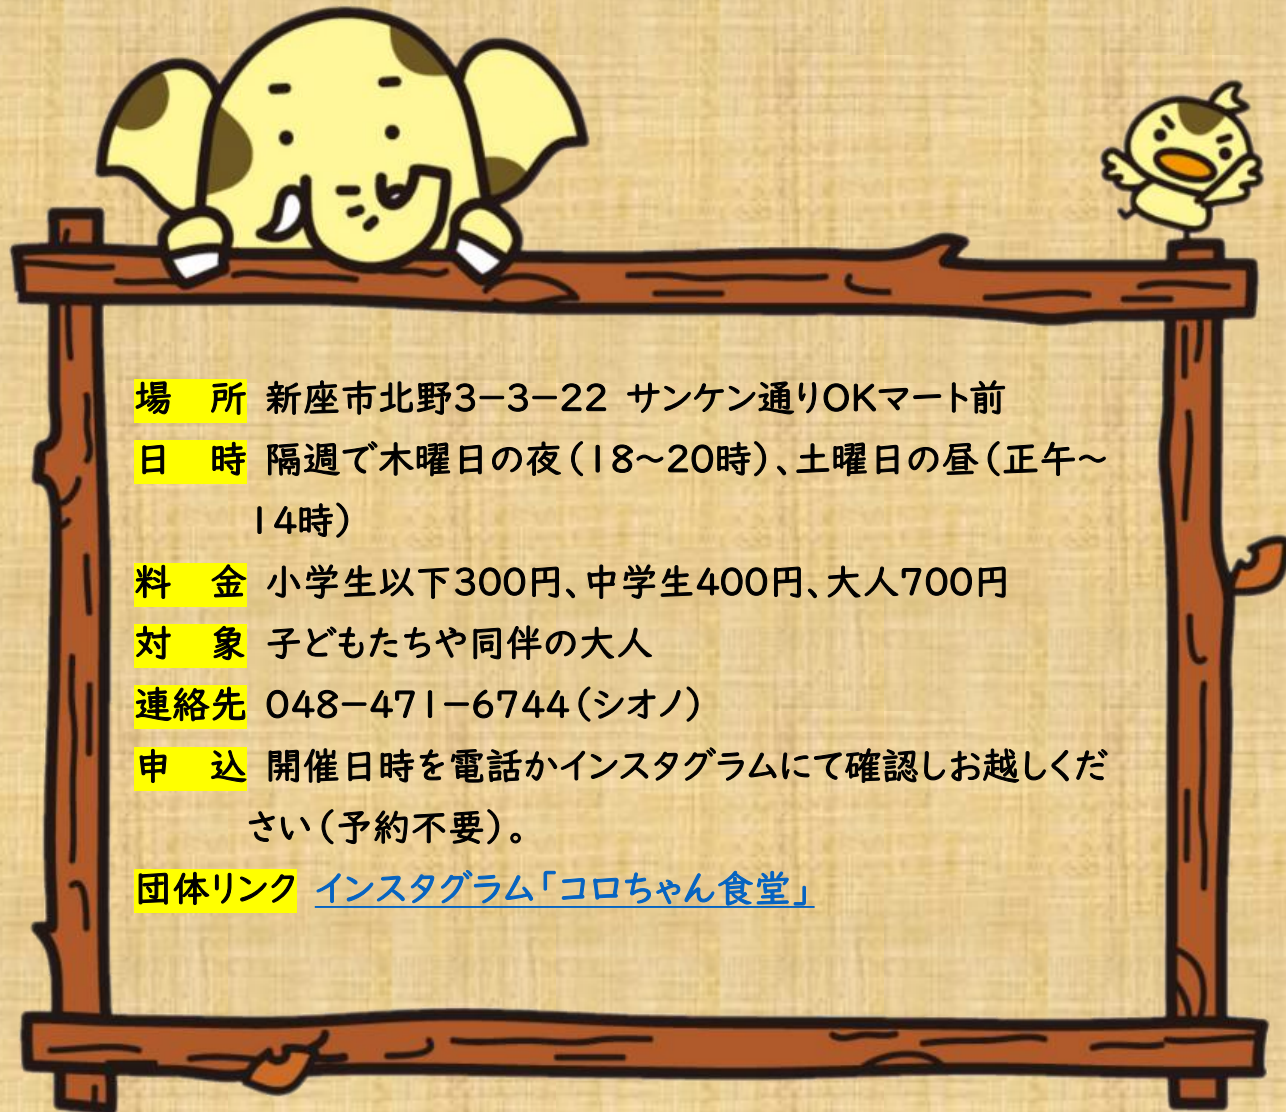 場　所 新座市北野3－3－22 サンケン通りOKマート前
日　時 隔週で木曜日の夜（18～20時）、土曜日の昼（正午～
14時）
料　金 小学生以下300円、中学生400円、大人700円
対　象 子どもたちや同伴の大人
連絡先 048－471－6744（シオノ）
申　込 開催日時を電話かインスタグラムにて確認しお越しくだ
さい（予約不要）。
団体リンク インスタグラム「コロちゃん食堂」